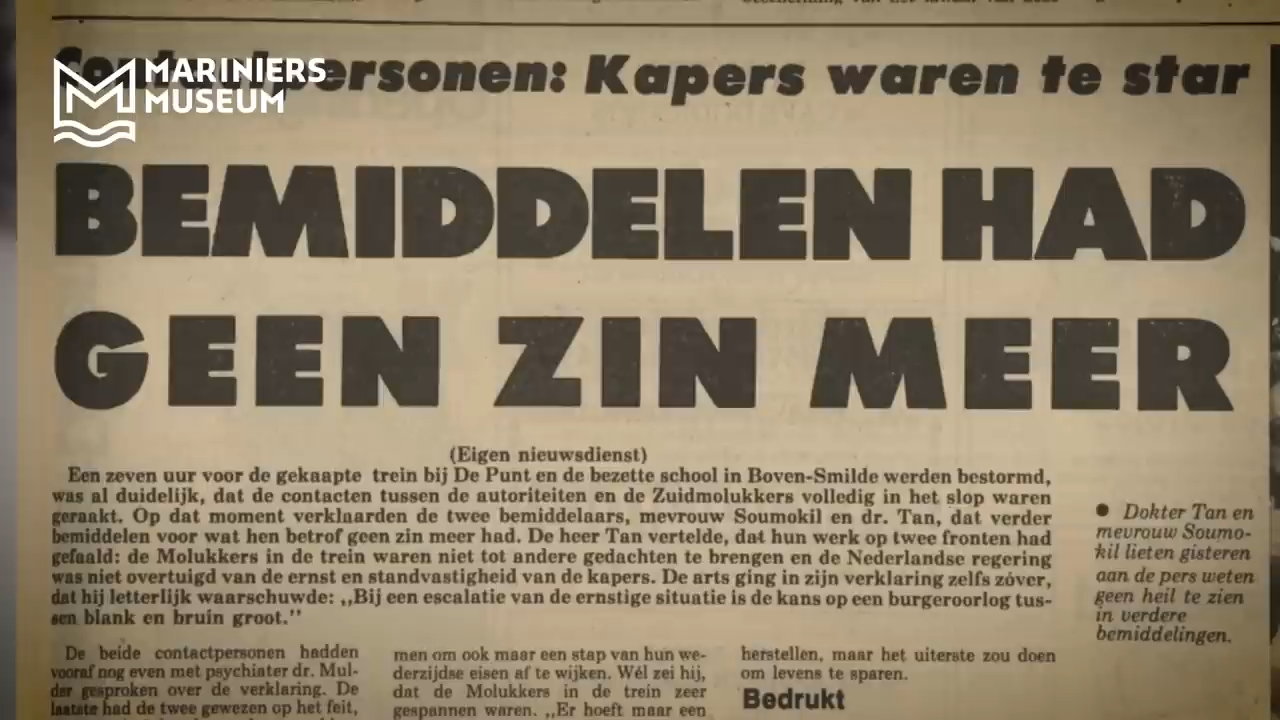 MARINIERS
MUSEUM
personen: Kapers waren te star
BEMIDDELEN HAD
GEEN ZIN MEER
(Eigen nieuwsdienst)
Een zeven uur voor de gekaapte trein bij De Punt en de bezette school in Boven-Smilde werden bestormd,
was al duidelijk, dat de contacten tussen de autoriteiten en de Zuidmolukkers volledig in het slop waren
geraakt. Op dat moment verklaarden de twee bemiddelaars, mevrouw Soumokil en dr. Tan, dat verder
bemiddelen voor wat hen betrof geen zin meer had. De heer Tan vertelde, dat hun werk op twee fronten had
gefaald: de Molukkers in de trein waren niet tot andere gedachten te brengen en de Nederlandse regering
was niet overtuigd van de ernst en standvastigheid van de kapers. De arts ging in zijn verklaring zelfs zóver,
dat hij letterlijk waarschuwde: ,,Bij een escalatie van de ernstige situatie is de kans op een burgeroorlog tus-
sen blank en bruin groot."
● Dokter Tan en
mevrouw Soumo-
kil lieten gisteren
aan de pers weten
geen heil te zien
in verdere
bemiddelingen.
De beide contactpersonen hadden
vooraf nog even met psychiater dr. Mul-
der gesproken over de verklaring. De
laatste had de twee gewezen op het feit,
men om ook maar een stap van hun we-
derzijdse eisen af te wijken. Wél zei hij,
dat de Molukkers in de trein zeer
gespannen waren. ,,Er hoeft maar een
herstellen, maar het uiterste zou doen
om levens te sparen.
Bedrukt